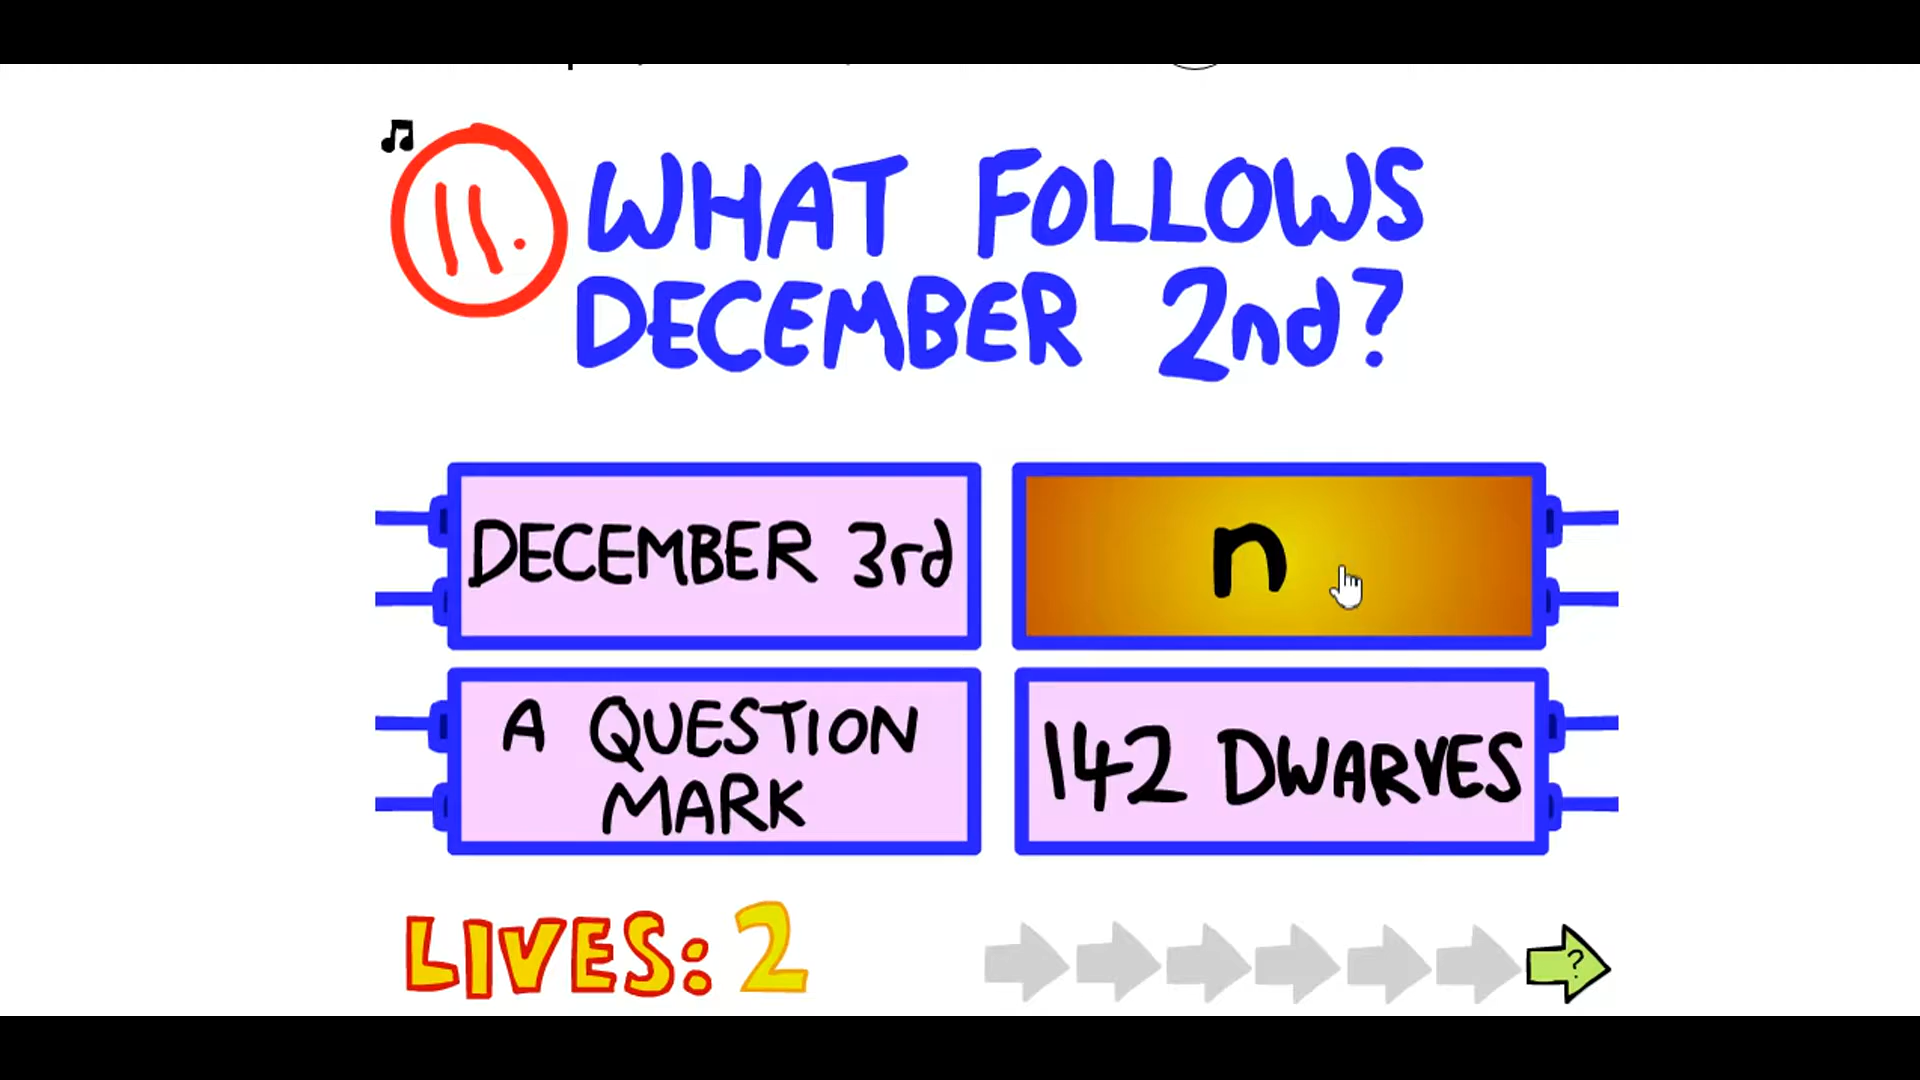 11. WHAT FOLLOWS
DECEMBER 2nd?
DECEMBER 3rd
n
A QUESTION
MARK
142 DWARVES
LIVES: 2
?